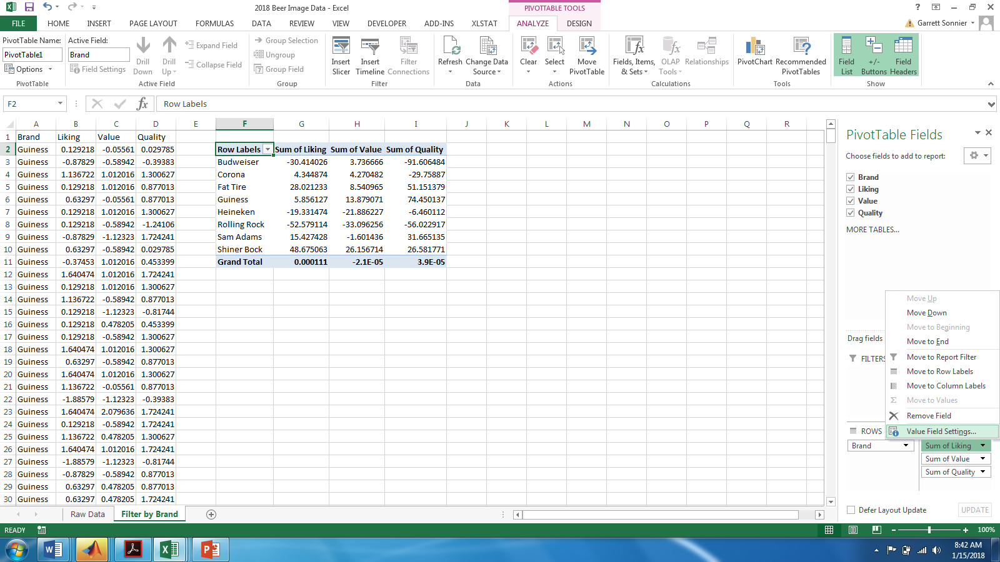 2018 Beer Image Data - Excel
PIVOTTABLE TOOLS
FILE HOME INSERT PAGE LAYOUT FORMULAS DATA REVIEW VIEW DEVELOPER ADD-INS XLSTAT ANALYZE DESIGN
Garrett Sonnier
PivotTable Name:
PivotTable1
Options
PivotTable
Active Field:
Brand
Field Settings
Drill Down
Drill Up
Expand Field
Collapse Field
Active Field
Group Selection
Ungroup
Group Field
Group
Insert Slicer
Insert Timeline
Filter Connections
Filter
Refresh
Change Data Source
Data
Clear
Select
Move PivotTable
Actions
Fields, Items, & Sets
OLAP Tools
Relationships
Calculations
PivotChart
Recommended PivotTables
Tools
Field List
+/- Buttons
Field Headers
Show
F2 fx Row Labels
A B C D E F G H I J K L M N O P Q R
1 Brand Liking Value Quality
2 Guiness 0.129218 -0.05561 0.029785 Row Labels Sum of Liking Sum of Value Sum of Quality
3 Guiness -0.87829 -0.58942 -0.39383 Budweiser -30.414026 3.736666 -91.606484
4 Guiness 1.136722 1.012016 1.300627 Corona 4.344874 4.270482 -29.75887
5 Guiness 0.129218 1.012016 0.877013 Fat Tire 28.021233 8.540965 51.151379
6 Guiness 0.63297 -0.05561 0.877013 Guiness 5.856127 13.879071 74.450137
7 Guiness 0.129218 1.012016 1.300627 Heineken -19.331474 -21.886227 -6.460112
8 Guiness 0.129218 -0.58942 -1.24106 Rolling Rock -52.579114 -33.096256 -56.022917
9 Guiness -0.87829 -1.12323 1.724241 Sam Adams 15.427428 -1.601436 31.665135
10 Guiness 0.63297 -0.58942 0.029785 Shiner Bock 48.675063 26.156714 26.581771
11 Guiness -0.37453 1.012016 0.453399 Grand Total 0.000111 -2.1E-05 3.9E-05
12 Guiness 1.640474 1.012016 1.724241
13 Guiness 0.129218 1.012016 1.300627
14 Guiness 1.136722 -0.58942 0.877013
15 Guiness 0.129218 -1.12323 -0.81744
16 Guiness 0.129218 0.478205 0.453399
17 Guiness 0.129218 -0.58942 1.300627
18 Guiness 1.640474 1.012016 1.300627
19 Guiness 0.63297 -0.58942 0.877013
20 Guiness 1.640474 1.012016 1.300627
21 Guiness 1.136722 -0.05561 0.877013
22 Guiness -1.88579 -1.12323 -0.39383
23 Guiness 1.640474 2.079636 1.724241
24 Guiness 0.129218 -0.58942 1.724241
25 Guiness 1.136722 0.478205 1.300627
26 Guiness 1.640474 1.012016 1.724241
27 Guiness -1.88579 -1.12323 -0.81744
28 Guiness -0.87829 -0.58942 0.877013
29 Guiness 0.63297 0.478205 0.877013
30 Guiness 0.63297 0.478205 1.724241
PivotTable Fields
Choose fields to add to report:
Brand
Liking
Value
Quality
MORE TABLES...
Drag fields
FILTERS
Move Up
Move Down
Move to Beginning
Move to End
Move to Report Filter
Move to Row Labels
Move to Column Labels
Move to Values
Remove Field
Value Field Settings...
ROWS
Brand
Sum of Liking
Sum of Value
Sum of Quality
Defer Layout Update
UPDATE
Raw Data Filter by Brand
READY
100%
8:42 AM
1/15/2018